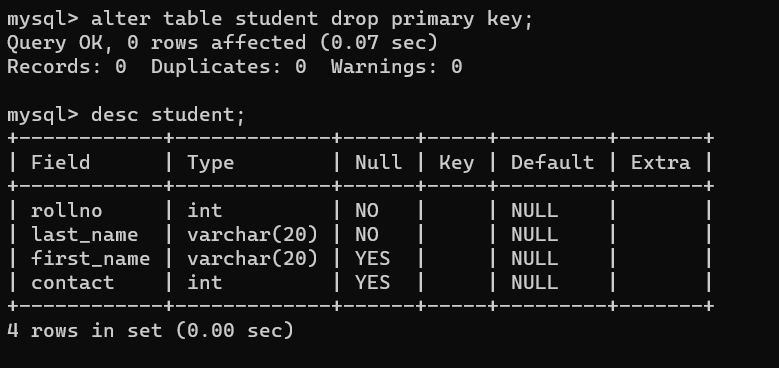 mysql> alter table student drop primary key;
Query OK, 0 rows affected (0.07 sec)
Records: 0  Duplicates: 0  Warnings: 0

mysql> desc student;
+------------+-------------+------+-----+---------+-------+
| Field      | Type        | Null | Key | Default | Extra |
+------------+-------------+------+-----+---------+-------+
| rollno     | int         | NO   |     | NULL    |       |
| last_name  | varchar(20) | NO   |     | NULL    |       |
| first_name | varchar(20) | YES  |     | NULL    |       |
| contact    | int         | YES  |     | NULL    |       |
+------------+-------------+------+-----+---------+-------+
4 rows in set (0.00 sec)